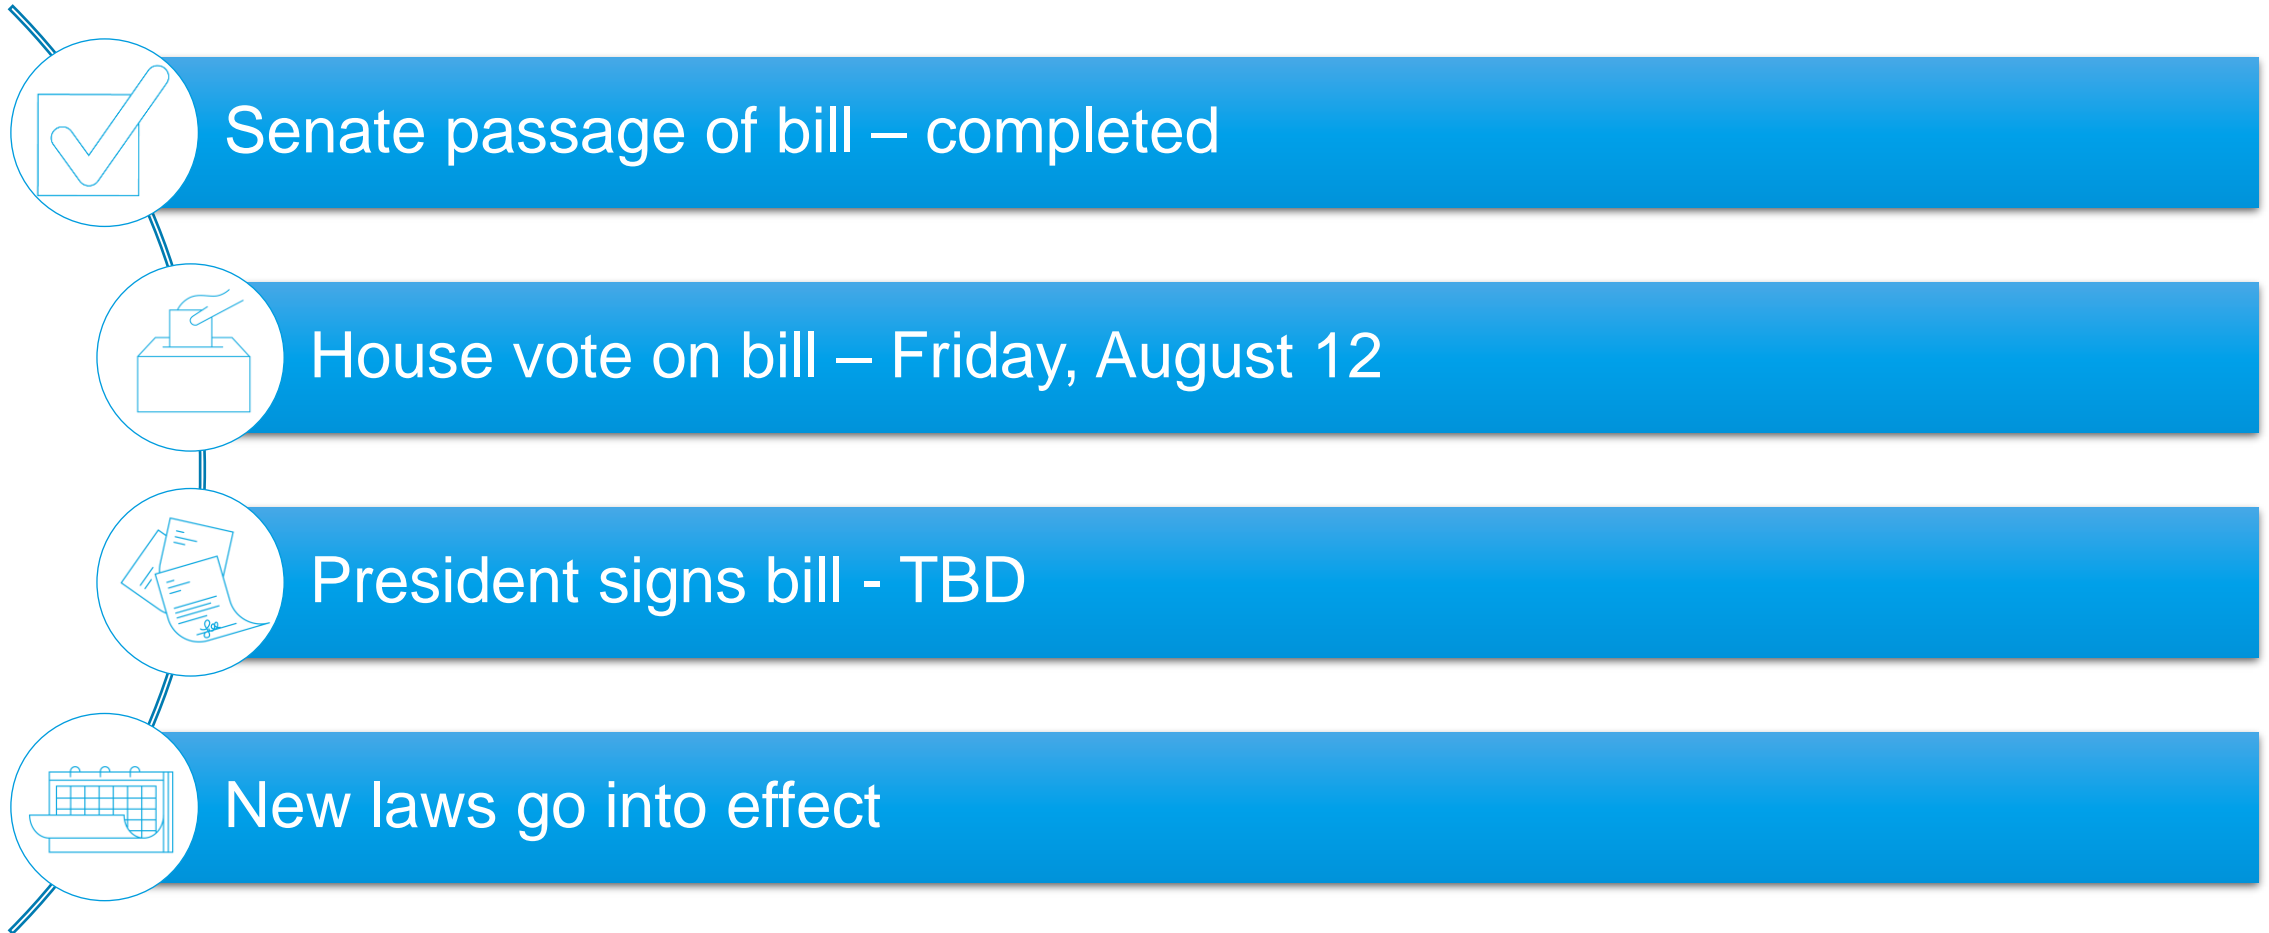 Senate passage of bill – completed
House vote on bill – Friday, August 12
President signs bill - TBD
New laws go into effect